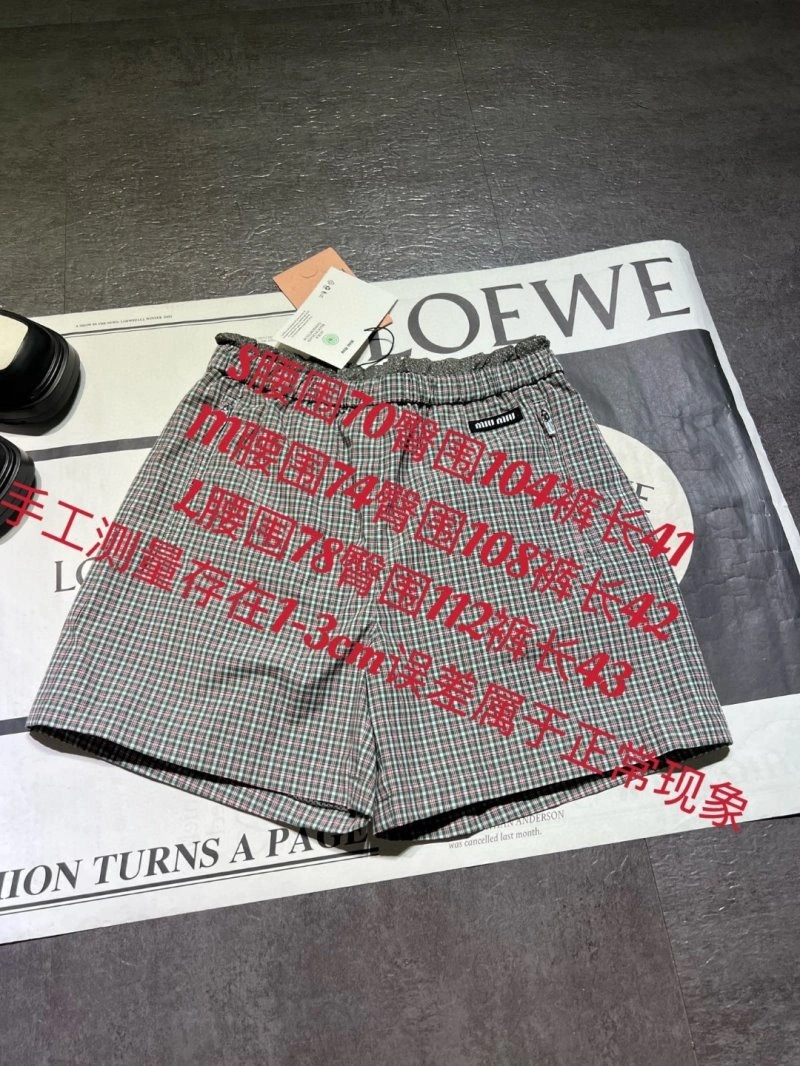 LOEWE
miu miu
S腰围70臀围104裤长41
M腰围74臀围108裤长42
L腰围78臀围112裤长43
手工测量存在1-3cm误差属于正常现象
LO
E
ANDERSON
was cancelled last month.
ION TURNS A PAGE